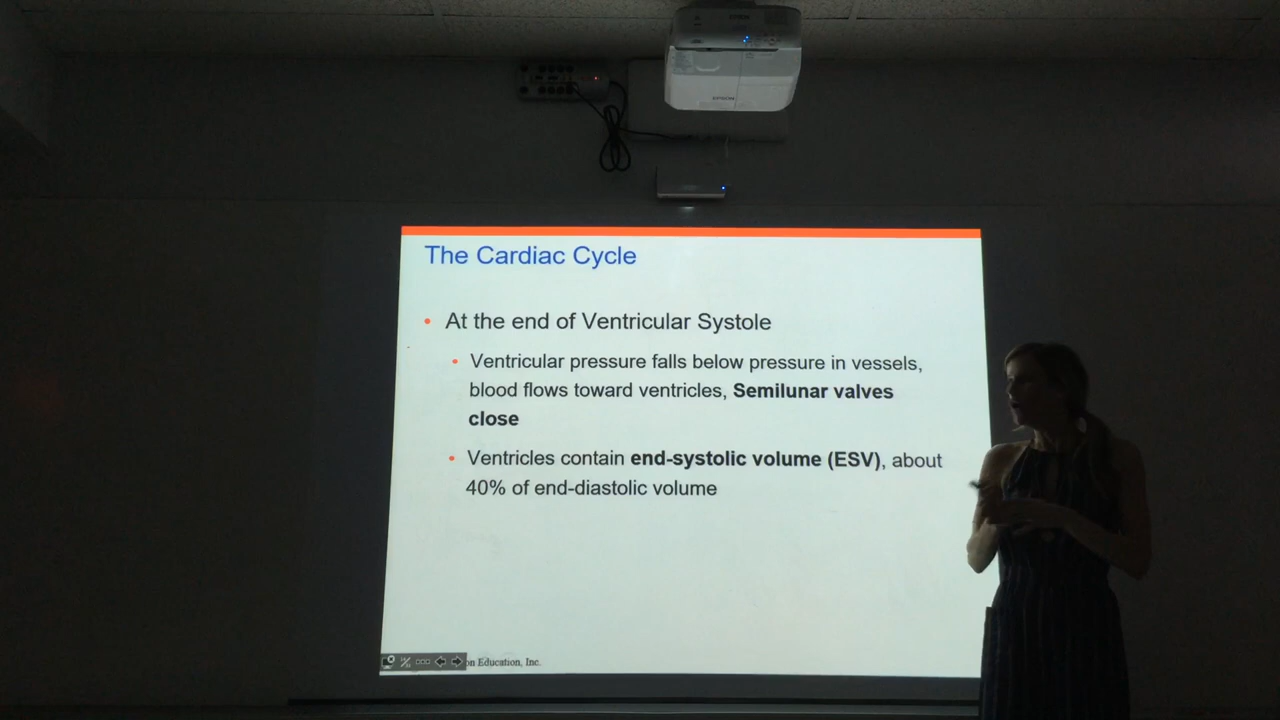 EPSON
EPSON
The Cardiac Cycle
• At the end of Ventricular Systole
• Ventricular pressure falls below pressure in vessels,
blood flows toward ventricles, Semilunar valves
close
• Ventricles contain end-systolic volume (ESV), about
40% of end-diastolic volume
on Education, Inc.